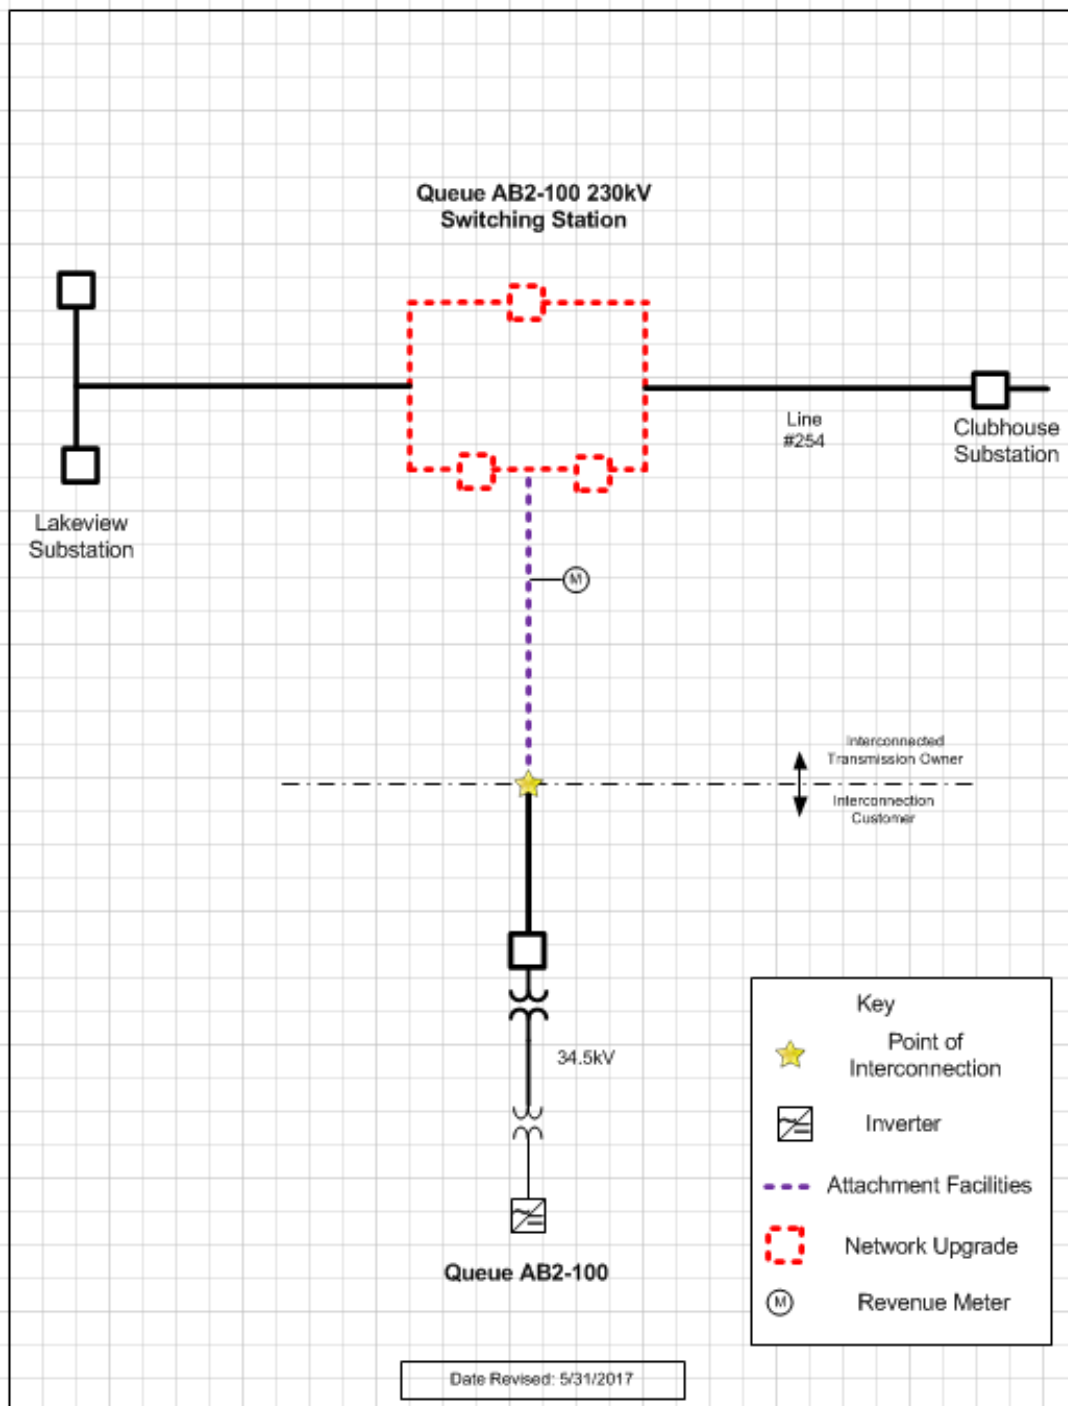 Queue AB2-100 230kV
Switching Station
Line
#254
Clubhouse
Substation
Lakeview
Substation
M
Interconnected
Transmission Owner
Interconnection
Customer
34.5kV
Queue AB2-100
Key
Point of
Interconnection
Inverter
Attachment Facilities
Network Upgrade
M
Revenue Meter
Date Revised: 5/31/2017